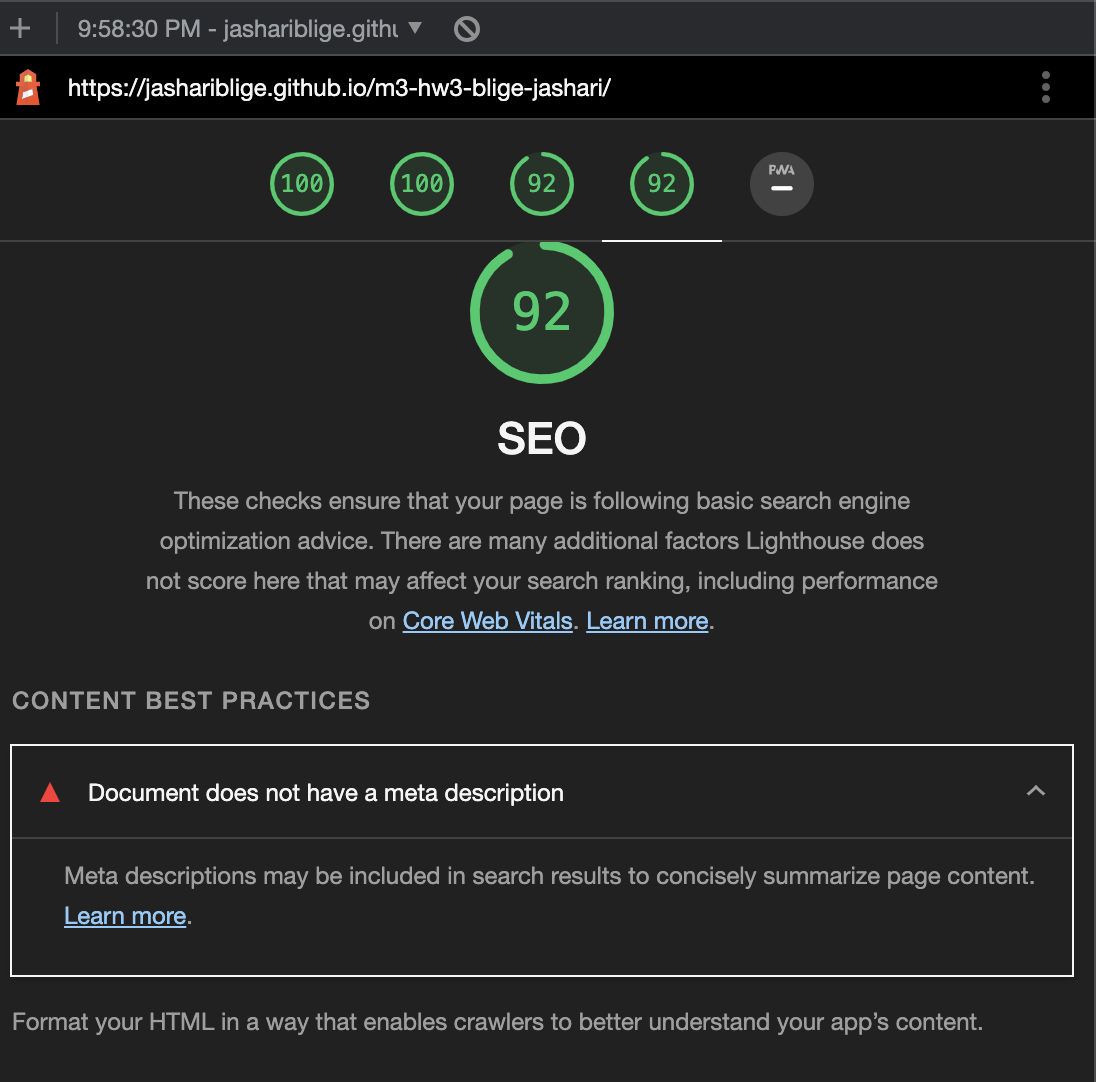 9:58:30 PM - jashariblige.githu
https://jashariblige.github.io/m3-hw3-blige-jashari/
100 100 92 92 PWA
92
SEO
These checks ensure that your page is following basic search engine
optimization advice. There are many additional factors Lighthouse does
not score here that may affect your search ranking, including performance
on Core Web Vitals. Learn more.
CONTENT BEST PRACTICES
Document does not have a meta description
Meta descriptions may be included in search results to concisely summarize page content.
Learn more.
Format your HTML in a way that enables crawlers to better understand your app’s content.